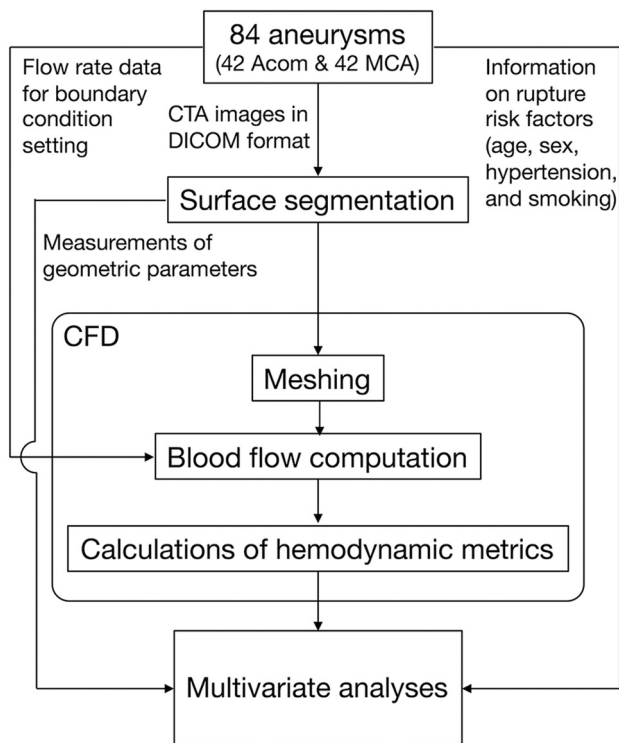 84 aneurysms
(42 Acom & 42 MCA)
Flow rate data
for boundary
condition
setting
CTA images in
DICOM format
Information
on rupture
risk factors
(age, sex,
hypertension,
and smoking)
Surface segmentation
Measurements of
geometric parameters
CFD
Meshing
Blood flow computation
Calculations of hemodynamic metrics
Multivariate analyses